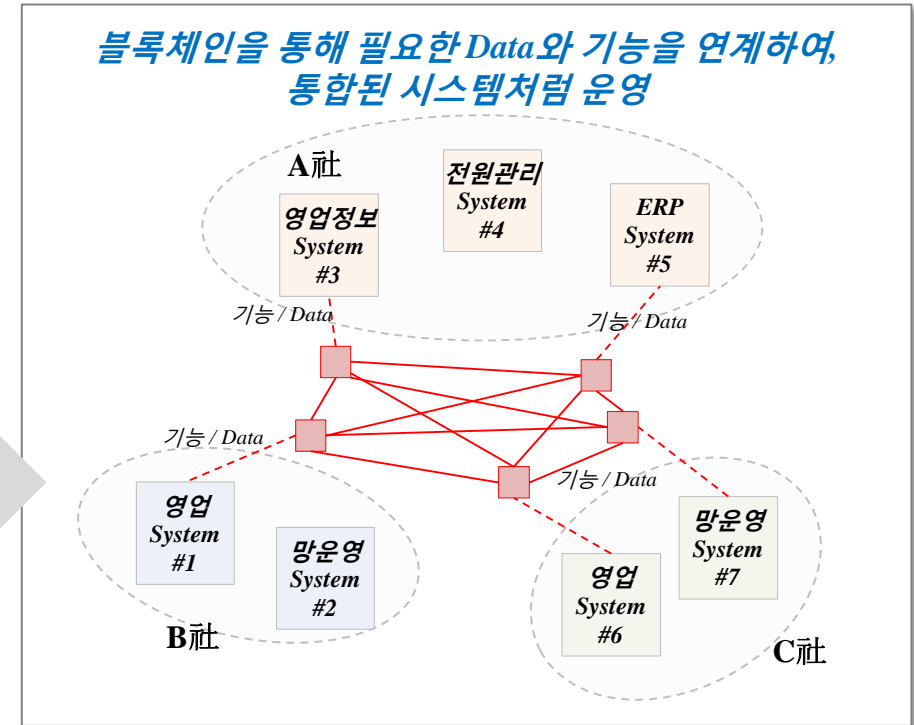 블록체인을 통해 필요한 Data와 기능을 연계하여,
통합된 시스템처럼 운영
A社
전원관리
System
#4
영업정보
System
#3
ERP
System
#5
기능 / Data
기능 / Data
기능 / Data
기능 / Data
영업
System
#1
망운영
System
#2
B社
망운영
System
#7
영업
System
#6
C社